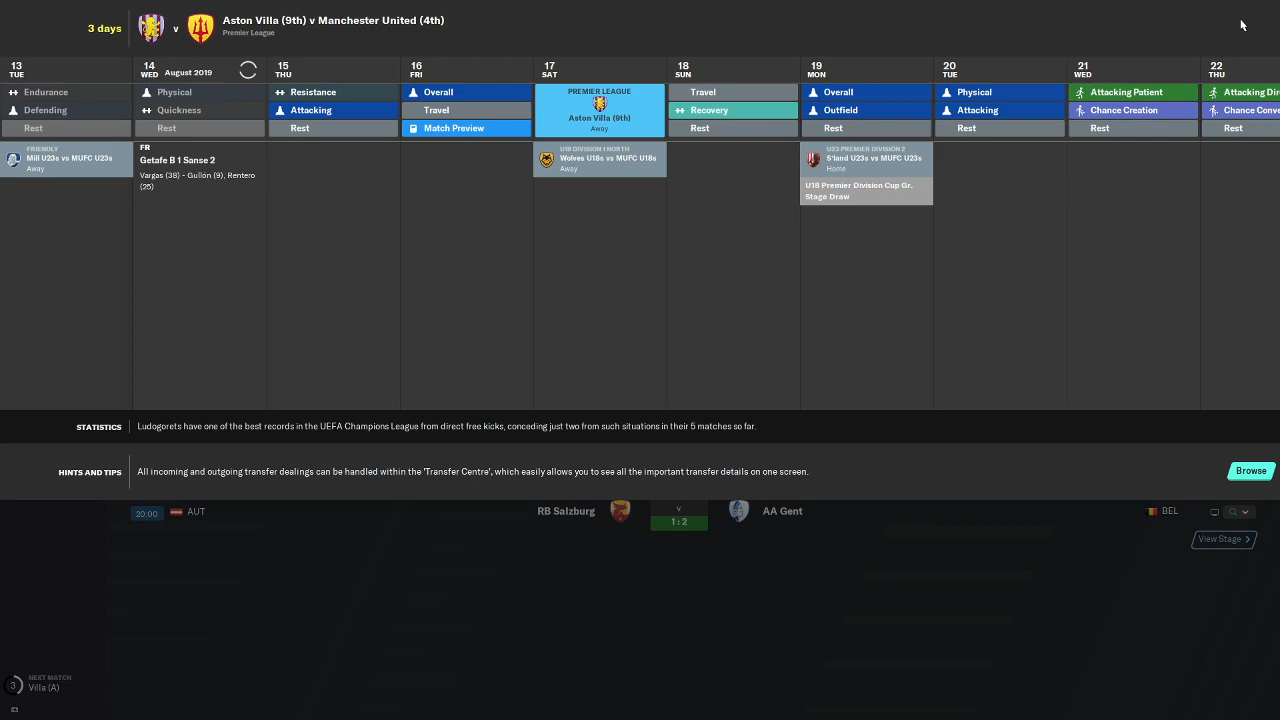 3 days
v
Aston Villa (9th) v Manchester United (4th)
Premier League
13
TUE
14
WED August 2019
15
THU
16
FRI
17
SAT
18
SUN
19
MON
20
TUE
21
WED
22
THU
Endurance
Defending
Rest
Physical
Quickness
Rest
Resistance
Attacking
Rest
Overall
Travel
Match Preview
PREMIER LEAGUE
Aston Villa (9th)
Away
Travel
Recovery
Rest
Overall
Outfield
Rest
Physical
Attacking
Rest
Attacking Patient
Chance Creation
Rest
Attacking Dire
Chance Conve
Rest
FRIENDLY
Mill U23s vs MUFC U23s
Away
FR
Getafe B 1 Sanse 2
Vargas (38) - Gullón (9), Rentero
(25)
U18 DIVISION 1 NORTH
Wolves U18s vs MUFC U18s
Away
U23 PREMIER DIVISION 2
S'land U23s vs MUFC U23s
Home
U18 Premier Division Cup Gr.
Stage Draw
STATISTICS
Ludogorets have one of the best records in the UEFA Champions League from direct free kicks, conceding just two from such situations in their 5 matches so far.
HINTS AND TIPS
All incoming and outgoing transfer dealings can be handled within the 'Transfer Centre', which easily allows you to see all the important transfer details on one screen.
Browse
20:00 AUT RB Salzburg v AA Gent BEL
1 : 2
View Stage
3
NEXT MATCH
Villa (A)